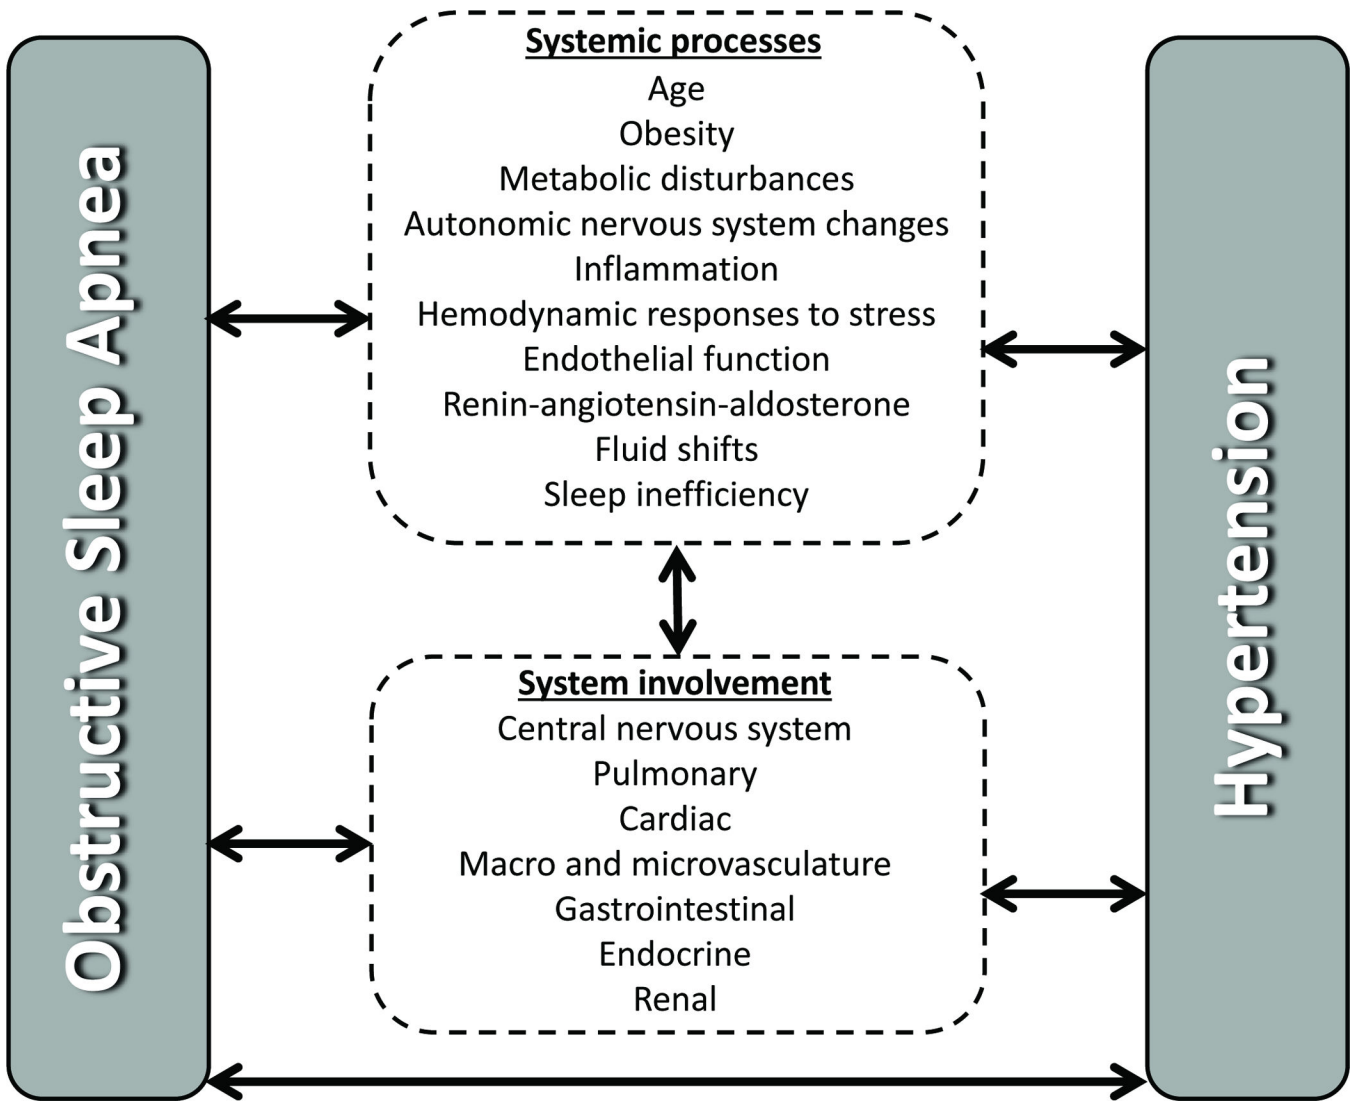 Obstructive Sleep Apnea
Systemic processes
Age
Obesity
Metabolic disturbances
Autonomic nervous system changes
Inflammation
Hemodynamic responses to stress
Endothelial function
Renin-angiotensin-aldosterone
Fluid shifts
Sleep inefficiency
System involvement
Central nervous system
Pulmonary
Cardiac
Macro and microvasculature
Gastrointestinal
Endocrine
Renal
Hypertension